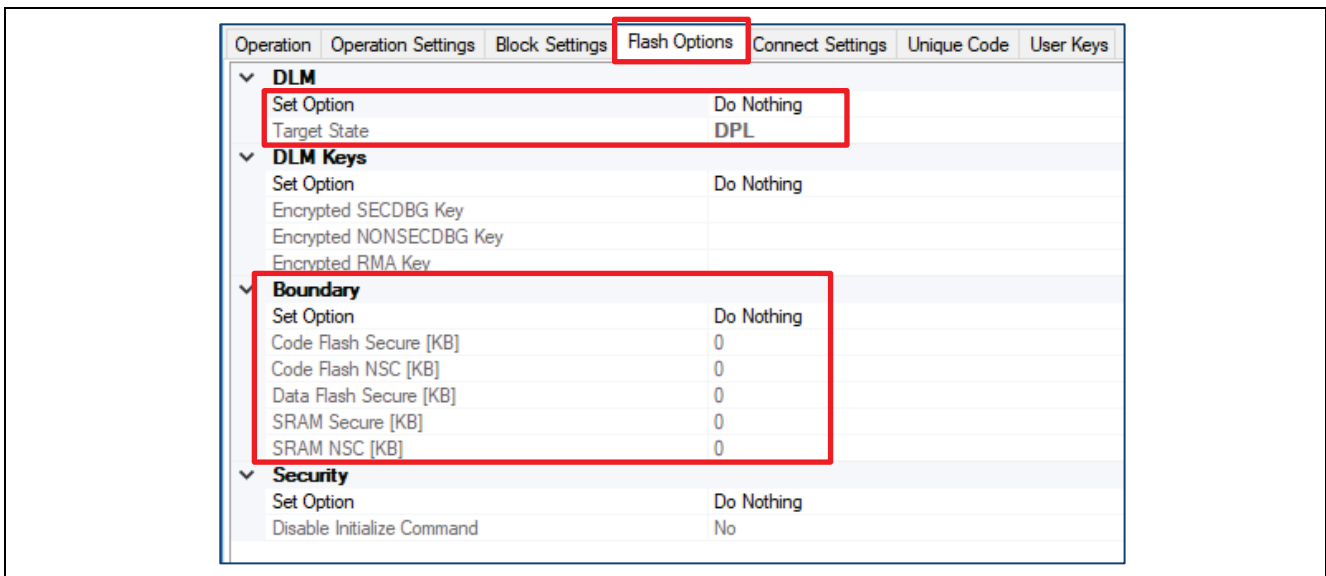 Operation Operation Settings Block Settings Flash Options Connect Settings Unique Code User Keys
DLM
Set Option Do Nothing
Target State DPL
DLM Keys
Set Option Do Nothing
Encrypted SECDBG Key
Encrypted NONSECDBG Key
Encrypted RMA Key
Boundary
Set Option Do Nothing
Code Flash Secure [KB] 0
Code Flash NSC [KB] 0
Data Flash Secure [KB] 0
SRAM Secure [KB] 0
SRAM NSC [KB] 0
Security
Set Option Do Nothing
Disable Initialize Command No